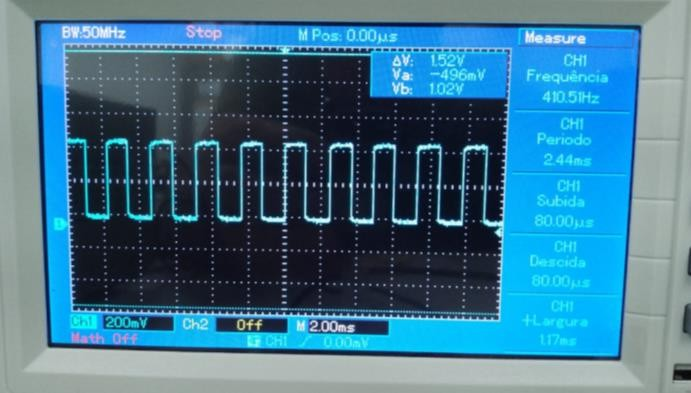 BW:50MHz Stop M Pos: 0.00μs Measure
ΔV: 1.52V
Va: -496mV
Vb: 1.02V
CH1
Frequência
410.51Hz
CH1
Periodo
2.44ms
CH1
Subida
80.00μs
CH1
Descida
80.00μs
CH1
+Largura
1.17ms
Ch1 200mV Ch2 Off M 2.00ms
Math Off CH1 0.00mV